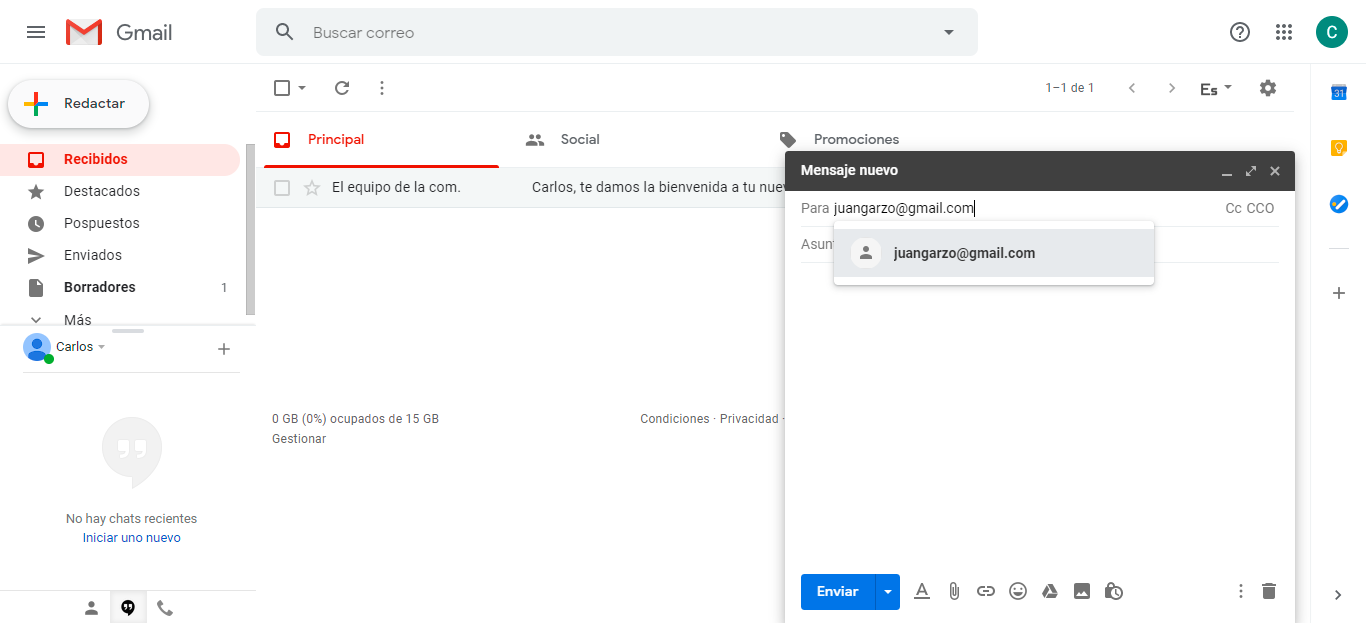 Gmail
Buscar correo
C
Redactar
1–1 de 1
Es
31
Recibidos
Destacados
Pospuestos
Enviados
Borradores 1
Más
Principal
Social
Promociones
El equipo de la com. Carlos, te damos la bienvenida a tu nuev
Mensaje nuevo
Para juangarzo@gmail.com Cc CCO
Asun
juangarzo@gmail.com
Carlos
0 GB (0%) ocupados de 15 GB
Gestionar
Condiciones · Privacidad ·
No hay chats recientes
Iniciar uno nuevo
Enviar